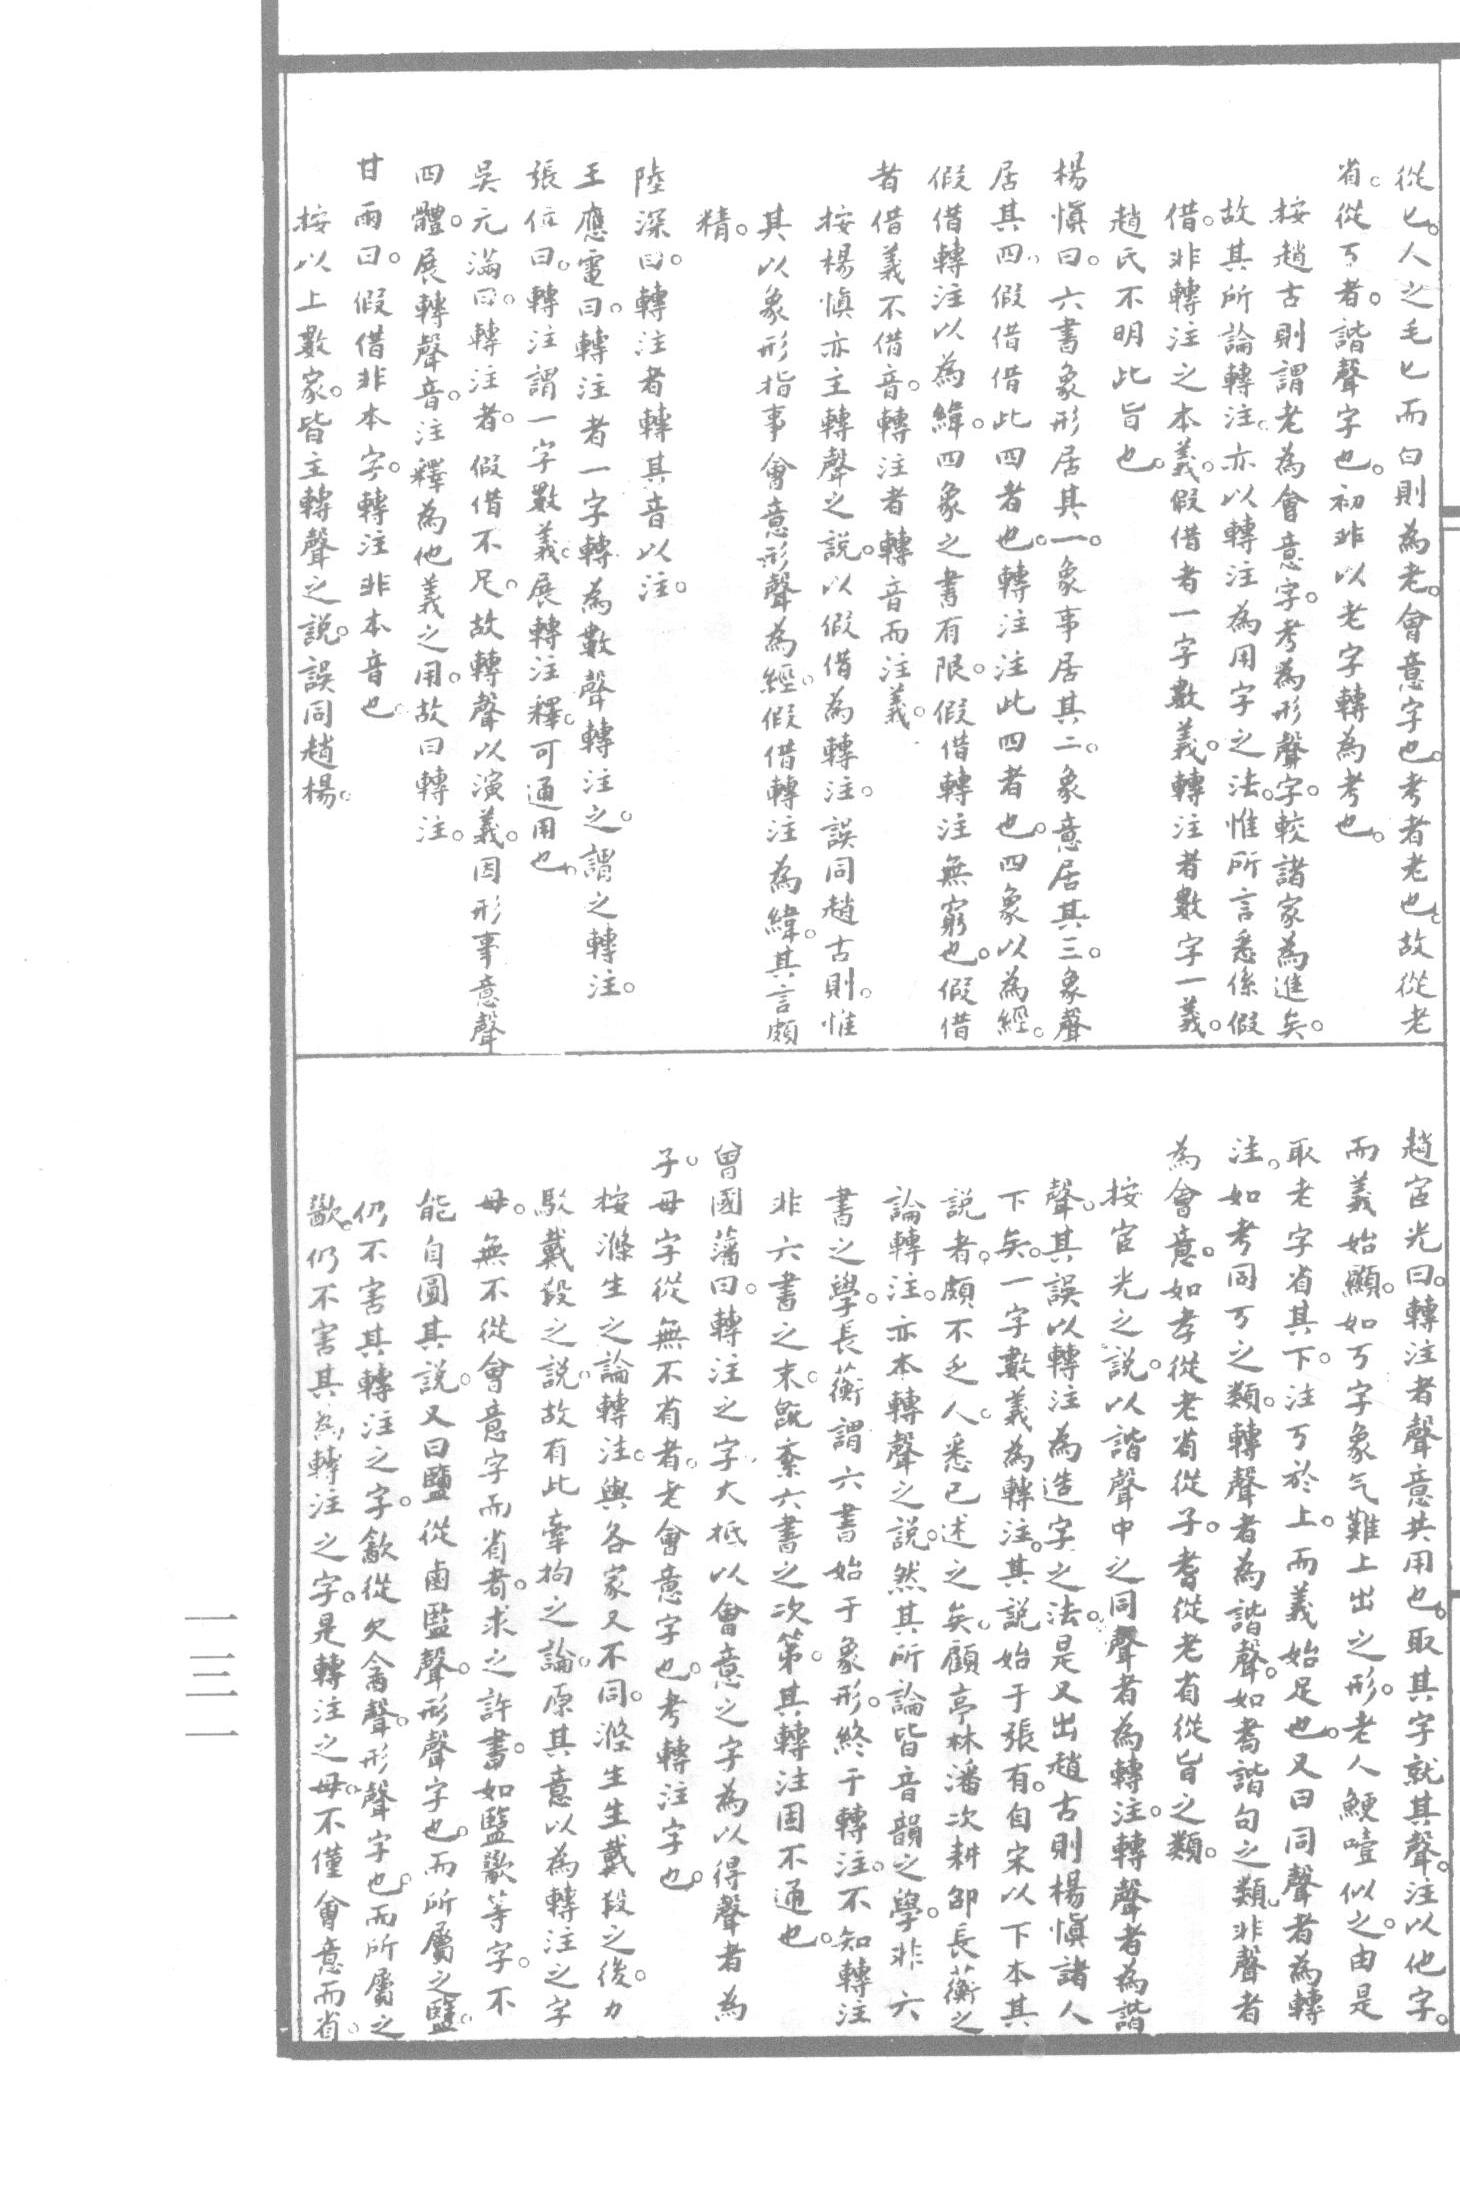 從匕。人之毛匕而白則為老。會意字也。考者老也。故從老
省。從丂者。諧聲字也。初非以老字轉為考也。
按趙古則謂老為會意字。考為形聲字。較諸家為進矣。
故其所論轉注。亦以轉注為用字之法。惟所言悉係假
借。非轉注之本義。假借者一字數義。轉注者數字一義。
趙氏不明此旨也。
楊慎曰。六書象形居其一。象事居其二。象意居其三。象聲
居其四。假借借此四者也。轉注注此四者也。四象以為經。
假借轉注以為緯。四象之書有限。假借轉注無窮也。假借
者借義不借音。轉注者轉音而注義。
按楊慎亦主轉聲之說。以假借為轉注。誤同趙古則。惟
其以象形指事會意形聲為經。假借轉注為緯。其言頗
精。
陸深曰。轉注者轉其音以注。
王應電曰。轉注者一字轉為數聲轉注之。謂之轉注。
張位曰。轉注謂一字數義。展轉注釋。可通用也。
吳元滿曰。轉注者。假借不足。故轉聲以演義。因形事意聲
四體。展轉聲音。注釋為他義之用。故曰轉注。
甘雨曰。假借非本字。轉注非本音也。
按以上數家。皆主轉聲之說。誤同趙楊。
趙宧光曰。轉注者聲意共用也。取其字就其聲。注以他字。
而義始顯。如丂字象气難上出之形。老人鯁噎似之。由是
取老字省其下。注丂於上。而義始足也。又曰同聲者為轉
注。如考同丂之類。轉聲者為諧聲。如耇諧句之類。非聲者
為會意。如孝從老省從子。耆從老省從旨之類。
按宧光之說。以諧聲中之同聲者為轉注。轉聲者為諧
聲。其誤以轉注為造字之法。是又出趙古則楊慎諸人
下矣。一字數義為轉注。其說始于張有。自宋以下本其
說者。頗不乏人。悉已述之矣。顧亭林潘次耕邵長蘅之
論轉注。亦本轉聲之說。然其所論皆音韻之學。非六
書之學。長蘅謂六書始于象形。終于轉注。不知轉注
非六書之末。旣紊六書之次第。其轉注固不通也。
曾國藩曰。轉注之字。大抵以會意之字為以得聲者為
子。母字從無不省者。老會意字也。考轉注字也。
按滌生之論轉注。與各家又不同。滌生生戴段之後。力
駁戴段之說。故有此牽拘之論。原其意以為轉注之字
母。無不從會意字而省者。求之許書。如鹽歠等字。不
能自圓其說。又曰鹽從鹵監聲。形聲字也。而所屬之鹽。
仍不害其轉注之字。㱃從欠酓聲。形聲字也。而所屬之
歠。仍不害其為轉注之字。是轉注之母。不僅會意而省。
一三一